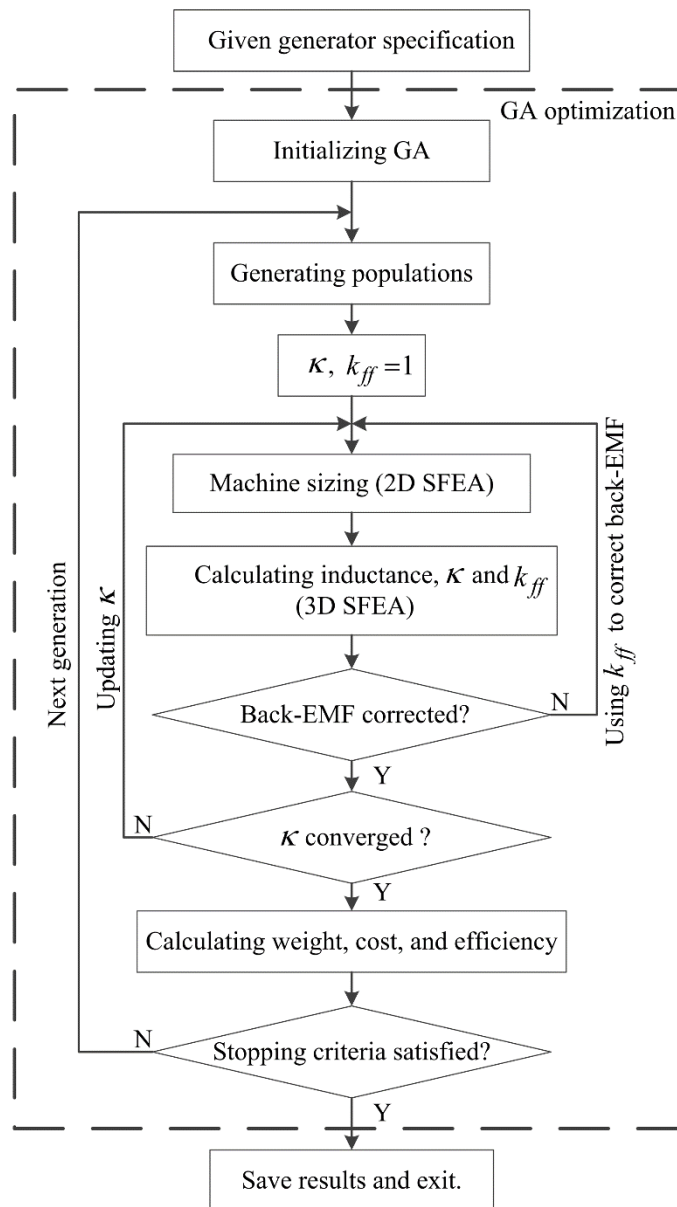 Given generator specification
GA optimization
Initializing GA
Generating populations
κ, k_ff =1
Machine sizing (2D SFEA)
Calculating inductance, κ and k_ff
(3D SFEA)
Back-EMF corrected?
N
Y
κ converged ?
N
Y
Calculating weight, cost, and efficiency
Stopping criteria satisfied?
N
Y
Save results and exit.
Next generation
Updating κ
Using k_ff to correct back-EMF